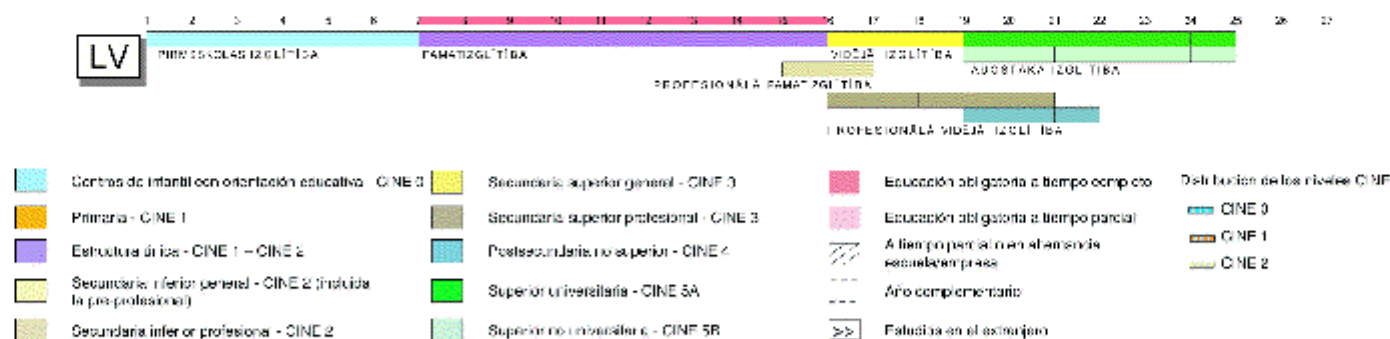 1 2 3 4 5 6 7 8 9 10 11 12 13 14 15 16 17 18 19 20 21 22 23 24 25 26 27
LV
PIRMSSKOLAS IZGLĪTĪBA PAMATIZGLĪTĪBA VIDĒJĀ IZGLĪTĪBA AUGSTĀKĀ IZGLĪTĪBA
PROFESIONĀLĀ PAMATIZGLĪTĪBA
PROFESIONĀLĀ VIDĒJĀ IZGLĪTĪBA
Centros de infantil con orientación educativa - CINE 0
Primaria - CINE 1
Estructura única - CINE 1 – CINE 2
Secundaria inferior general - CINE 2 (incluida
la pre-profesional)
Secundaria inferior profesional - CINE 2
Secundaria superior general - CINE 3
Secundaria superior profesional - CINE 3
Postsecundaria no superior - CINE 4
Superior universitaria - CINE 5A
Superior no universitaria - CINE 5B
Educación obligatoria a tiempo completo
Educación obligatoria a tiempo parcial
A tiempo parcial o en alternancia
escuela/empresa
Año complementario
>> Estudios en el extranjero
Distribución de los niveles CINE
CINE 0
CINE 1
CINE 2